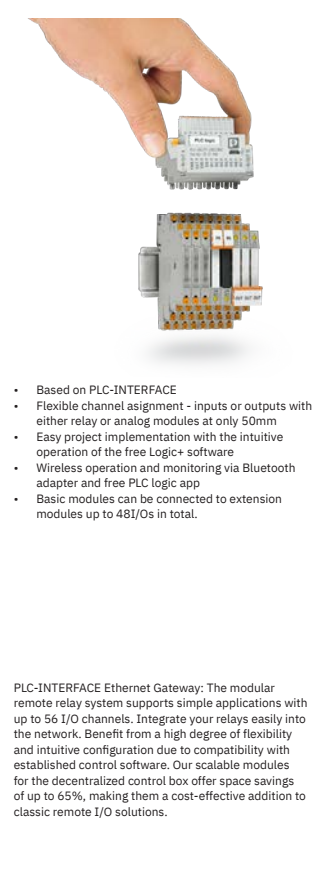 PLC logic
IN IN
OUT OUT OUT
• Based on PLC-INTERFACE
• Flexible channel asignment - inputs or outputs with
either relay or analog modules at only 50mm
• Easy project implementation with the intuitive
operation of the free Logic+ software
• Wireless operation and monitoring via Bluetooth
adapter and free PLC logic app
• Basic modules can be connected to extension
modules up to 48I/Os in total.
PLC-INTERFACE Ethernet Gateway: The modular
remote relay system supports simple applications with
up to 56 I/O channels. Integrate your relays easily into
the network. Benefit from a high degree of flexibility
and intuitive configuration due to compatibility with
established control software. Our scalable modules
for the decentralized control box offer space savings
of up to 65%, making them a cost-effective addition to
classic remote I/O solutions.